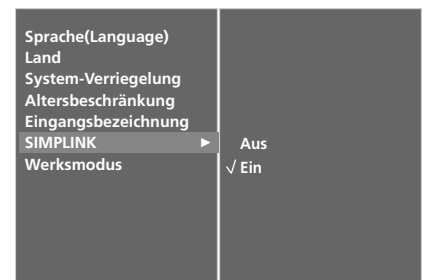 Sprache(Language)
Land
System-Verriegelung
Altersbeschränkung
Eingangsbezeichnung
SIMPLINK ►
Werksmodus
Aus
√ Ein